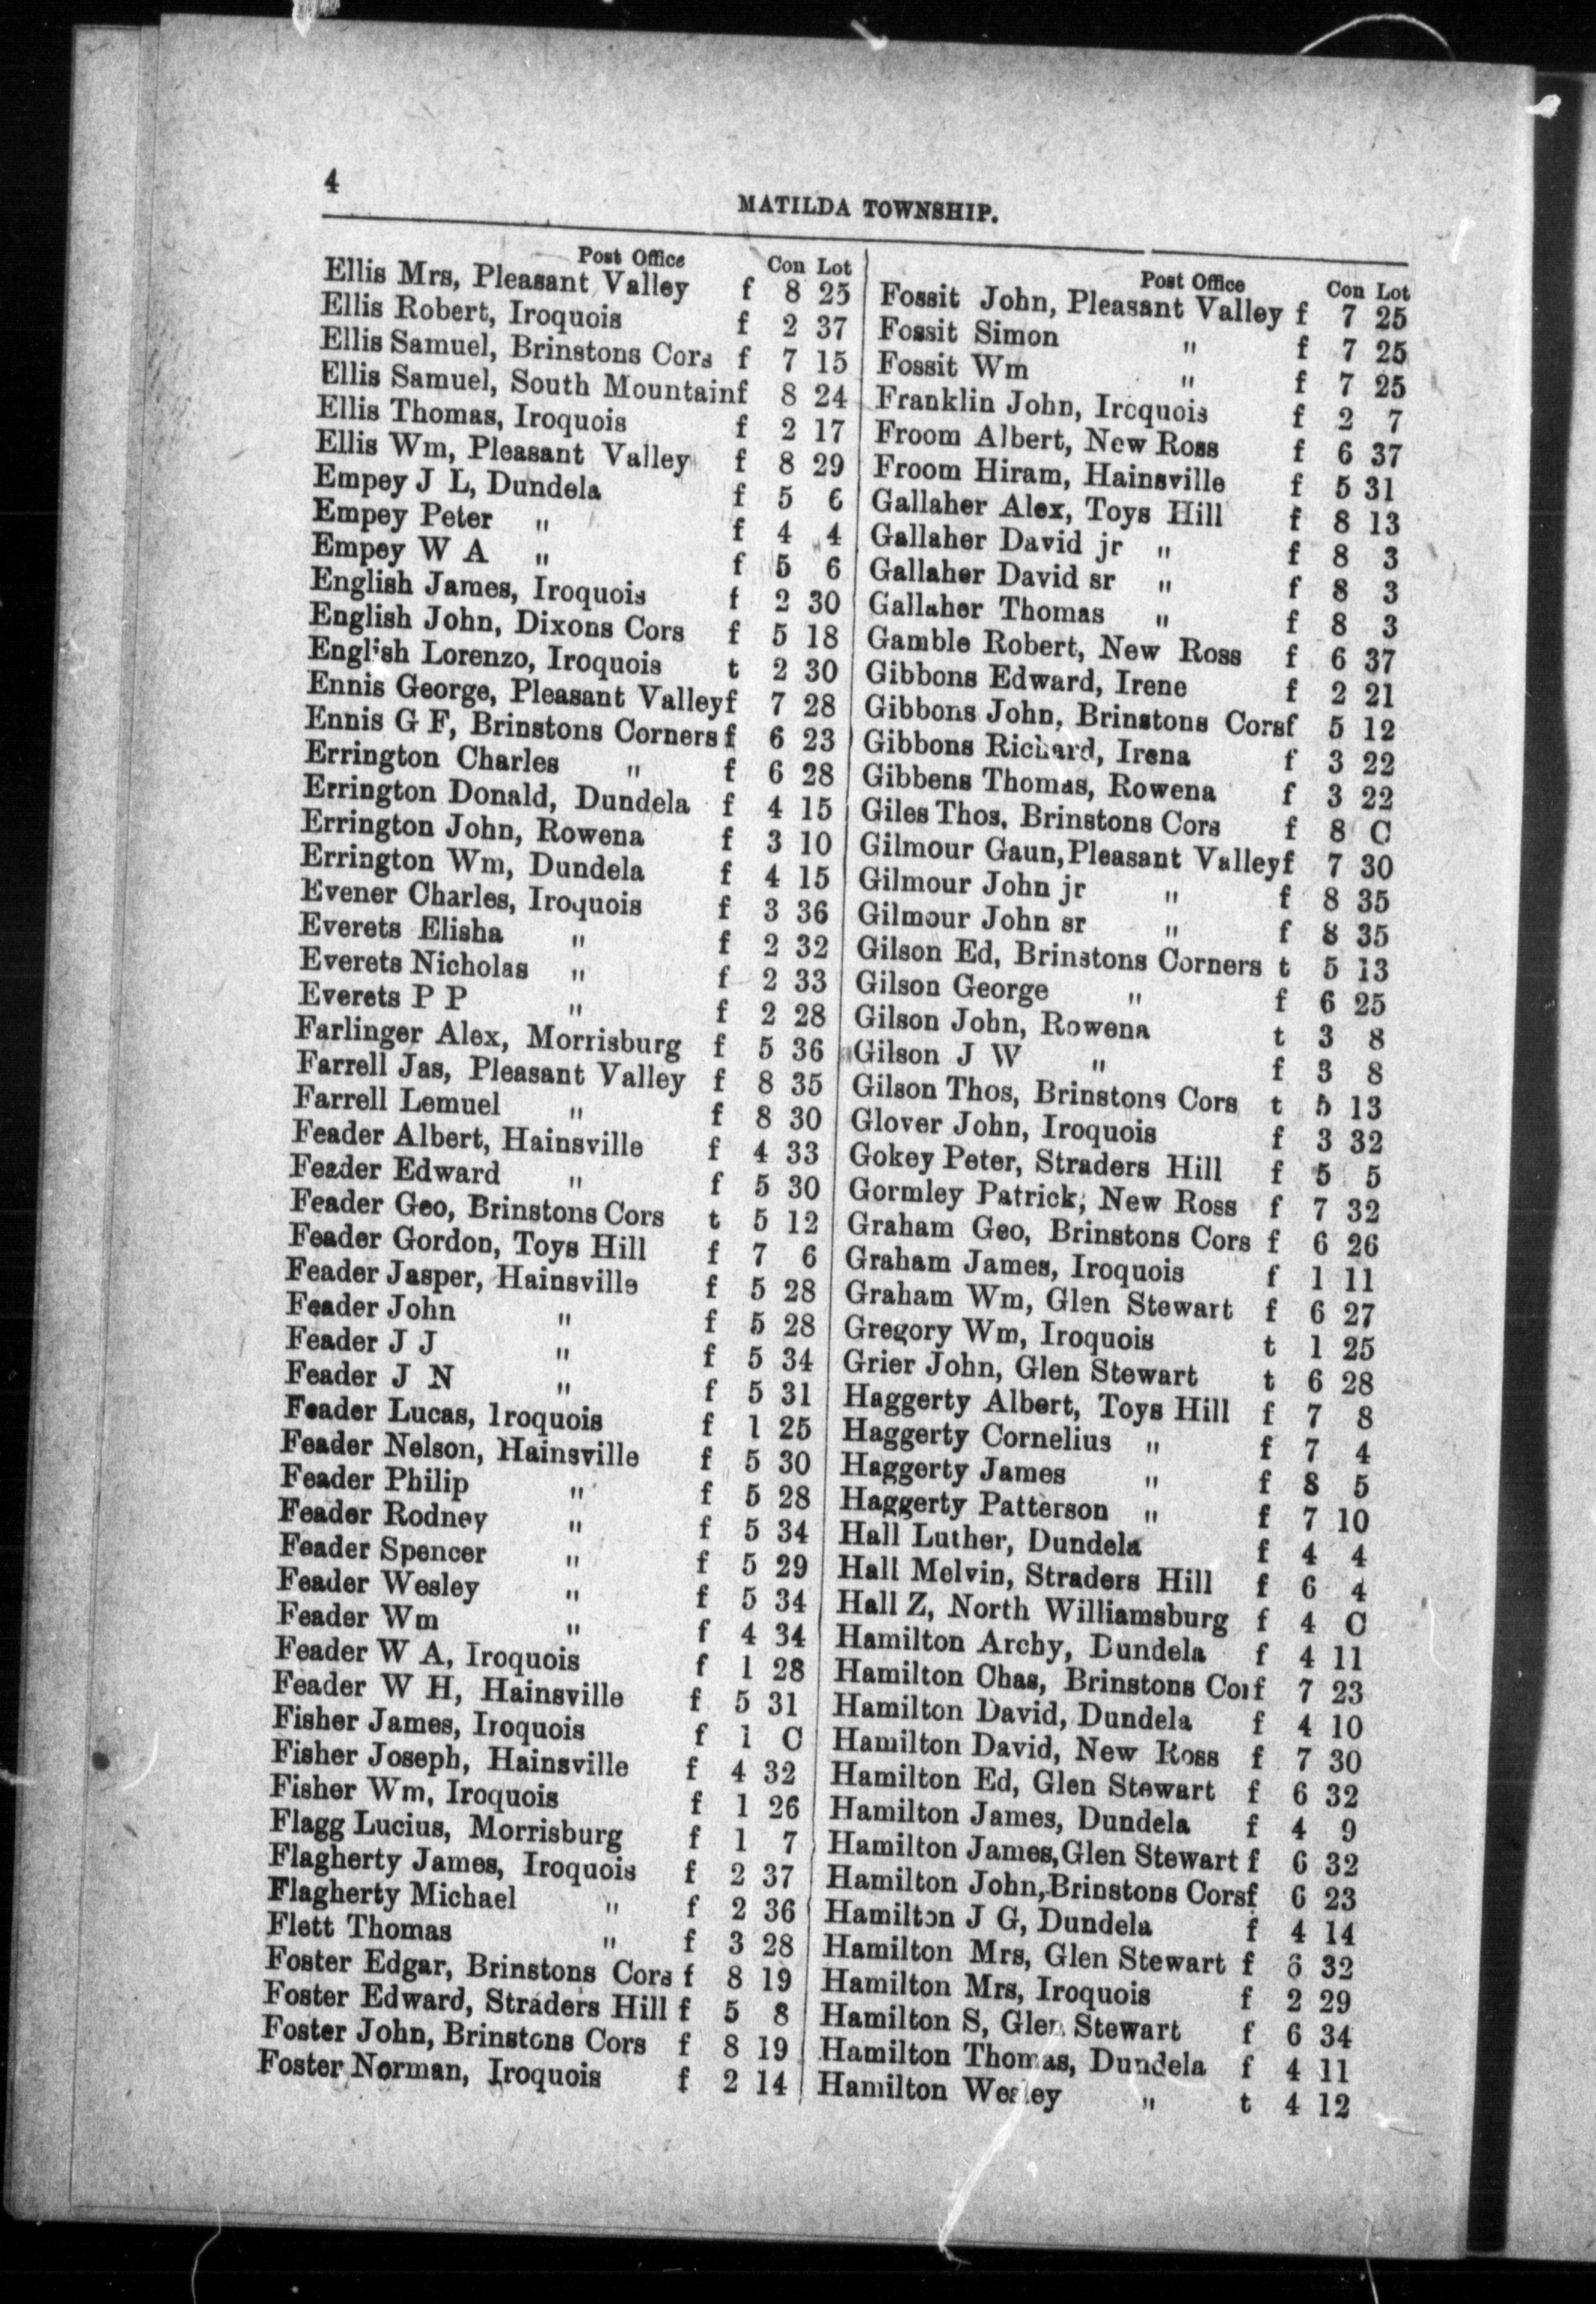 4
MATILDA TOWNSHIP.
Post Office Con Lot
Ellis Mrs, Pleasant Valley f 8 25
Ellis Robert, Iroquois f 2 37
Ellis Samuel, Brinstons Cors f 7 15
Ellis Samuel, South Mountain f 8 24
Ellis Thomas, Iroquois f 2 17
Ellis Wm, Pleasant Valley f 8 29
Empey J L, Dundela f 5 6
Empey Peter " f 4 4
Empey W A " f 5 6
English James, Iroquois f 2 30
English John, Dixons Cors f 5 18
English Lorenzo, Iroquois t 2 30
Ennis George, Pleasant Valley f 7 28
Ennis G F, Brinstons Corners f 6 23
Errington Charles " f 6 28
Errington Donald, Dundela f 4 15
Errington John, Rowena f 3 10
Errington Wm, Dundela f 4 15
Evener Charles, Iroquois f 3 36
Everets Elisha " f 2 32
Everets Nicholas " f 2 33
Everets P P " f 2 28
Farlinger Alex, Morrisburg f 5 36
Farrell Jas, Pleasant Valley f 8 35
Farrell Lemuel " f 8 30
Feader Albert, Hainsville f 4 33
Feader Edward " f 5 30
Feader Geo, Brinstons Cors t 5 12
Feader Gordon, Toys Hill f 7 6
Feader Jasper, Hainsville f 5 28
Feader John " f 5 28
Feader J J " f 5 34
Feader J N " f 5 31
Feader Lucas, Iroquois f 1 25
Feader Nelson, Hainsville f 5 30
Feader Philip " f 5 28
Feader Rodney " f 5 34
Feader Spencer " f 5 29
Feader Wesley " f 5 34
Feader Wm " f 4 34
Feader W A, Iroquois f 1 28
Feader W H, Hainsville f 5 31
Fisher James, Iroquois f 1 C
Fisher Joseph, Hainsville f 4 32
Fisher Wm, Iroquois f 1 26
Flagg Lucius, Morrisburg f 1 7
Flagherty James, Iroquois f 2 37
Flagherty Michael " f 2 36
Flett Thomas " f 3 28
Foster Edgar, Brinstons Cors f 8 19
Foster Edward, Straders Hill f 5 8
Foster John, Brinstons Cors f 8 19
Foster Norman, Iroquois f 2 14
Post Office Con Lot
Fossit John, Pleasant Valley f 7 25
Fossit Simon " f 7 25
Fossit Wm " f 7 25
Franklin John, Iroquois f 2 7
Froom Albert, New Ross f 6 37
Froom Hiram, Hainsville f 5 31
Gallaher Alex, Toys Hill f 8 13
Gallaher David jr " f 8 3
Gallaher David sr " f 8 3
Gallaher Thomas " f 8 3
Gamble Robert, New Ross f 6 37
Gibbons Edward, Irene f 2 21
Gibbons John, Brinstons Cors f 5 12
Gibbons Richard, Irena f 3 22
Gibbens Thomas, Rowena f 3 22
Giles Thos, Brinstons Cors f 8 C
Gilmour Gaun, Pleasant Valley f 7 30
Gilmour John jr " f 8 35
Gilmour John sr " f 8 35
Gilson Ed, Brinstons Corners t 5 13
Gilson George " f 6 25
Gilson John, Rowena t 3 8
Gilson J W " f 3 8
Gilson Thos, Brinstons Cors t 5 13
Glover John, Iroquois f 3 32
Gokey Peter, Straders Hill f 5 5
Gormley Patrick, New Ross f 7 32
Graham Geo, Brinstons Cors f 6 26
Graham James, Iroquois f 1 11
Graham Wm, Glen Stewart f 6 27
Gregory Wm, Iroquois t 1 25
Grier John, Glen Stewart t 6 28
Haggerty Albert, Toys Hill f 7 8
Haggerty Cornelius " f 7 4
Haggerty James " f 8 5
Haggerty Patterson " f 7 10
Hall Luther, Dundela f 4 4
Hall Melvin, Straders Hill f 6 4
Hall Z, North Williamsburg f 4 C
Hamilton Archy, Dundela f 4 11
Hamilton Chas, Brinstons Cor f 7 23
Hamilton David, Dundela f 4 10
Hamilton David, New Ross f 7 30
Hamilton Ed, Glen Stewart f 6 32
Hamilton James, Dundela f 4 9
Hamilton James, Glen Stewart f 6 32
Hamilton John, Brinstons Cors f 6 23
Hamilton J G, Dundela f 4 14
Hamilton Mrs, Glen Stewart f 6 32
Hamilton Mrs, Iroquois f 2 29
Hamilton S, Glen Stewart f 6 34
Hamilton Thomas, Dundela f 4 11
Hamilton Wesley " t 4 12